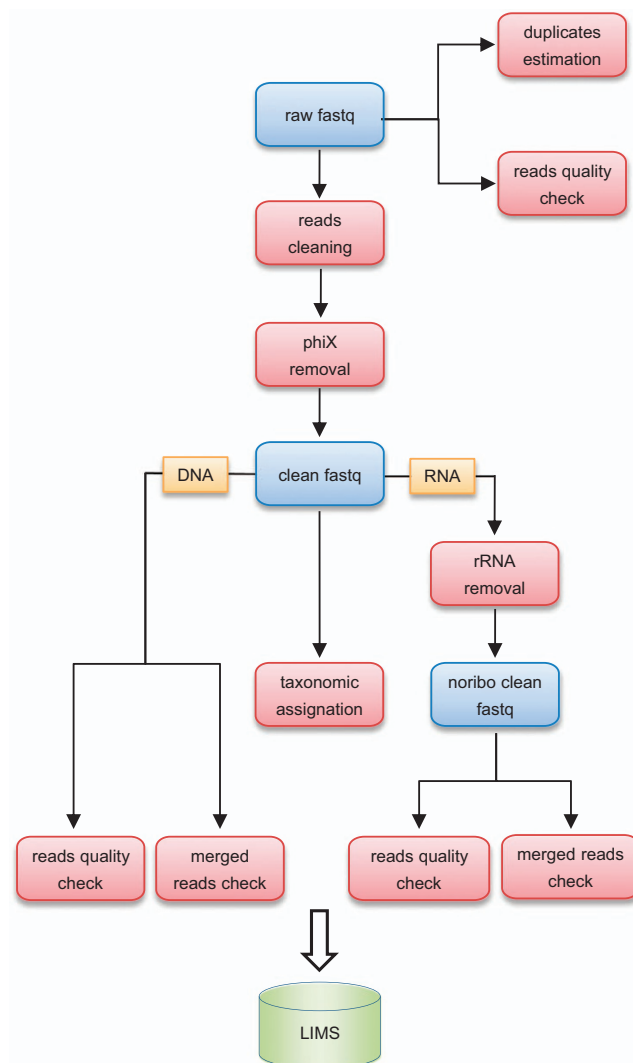 duplicates
estimation
raw fastq
reads quality
check
reads
cleaning
phiX
removal
DNA
clean fastq
RNA
rRNA
removal
taxonomic
assignation
noribo clean
fastq
reads quality
check
merged
reads check
reads quality
check
merged reads
check
LIMS